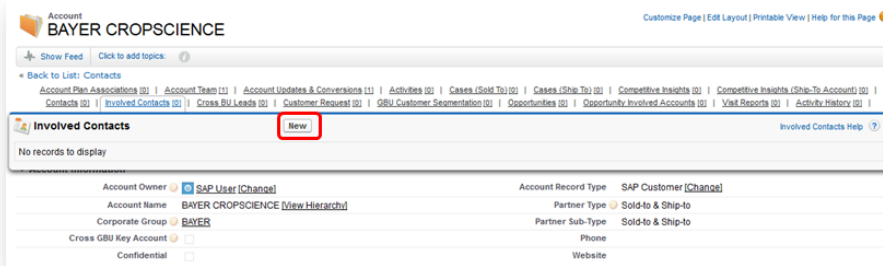 Account
BAYER CROPSCIENCE
Customize Page | Edit Layout | Printable View | Help for this Page
Show Feed Click to add topics:
« Back to List: Contacts
Account Plan Associations [0] | Account Team [1] | Account Updates & Conversions [1] | Activities [0] | Cases (Sold To) [0] | Cases (Ship To) [0] | Competitive Insights [0] | Competitive Insights (Ship-To Account) [0] |
Contacts [0] | Involved Contacts [0] | Cross BU Leads [0] | Customer Request [0] | GBU Customer Segmentation [0] | Opportunities [0] | Opportunity Involved Accounts [0] | Visit Reports [0] | Activity History [0] |
Involved Contacts New Involved Contacts Help ?
No records to display
Account Information
Account Owner SAP User [Change] Account Record Type SAP Customer [Change]
Account Name BAYER CROPSCIENCE [View Hierarchy] Partner Type Sold-to & Ship-to
Corporate Group BAYER Partner Sub-Type Sold-to & Ship-to
Cross GBU Key Account Phone
Confidential Website